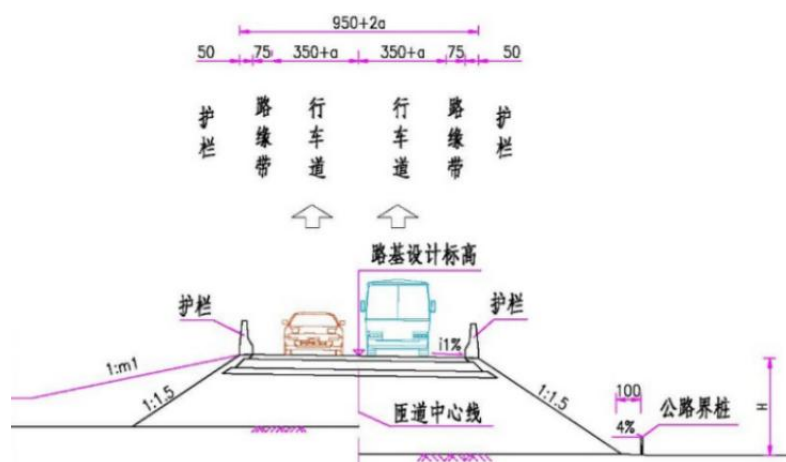 950+2a
50 75 350+a 350+a 75 50
护栏 路缘带 行车道 行车道 路缘带 护栏
路基设计标高
护栏 护栏
i1%
1:m1
1:1.5 1:1.5
100
匝道中心线 公路界桩
4%
H